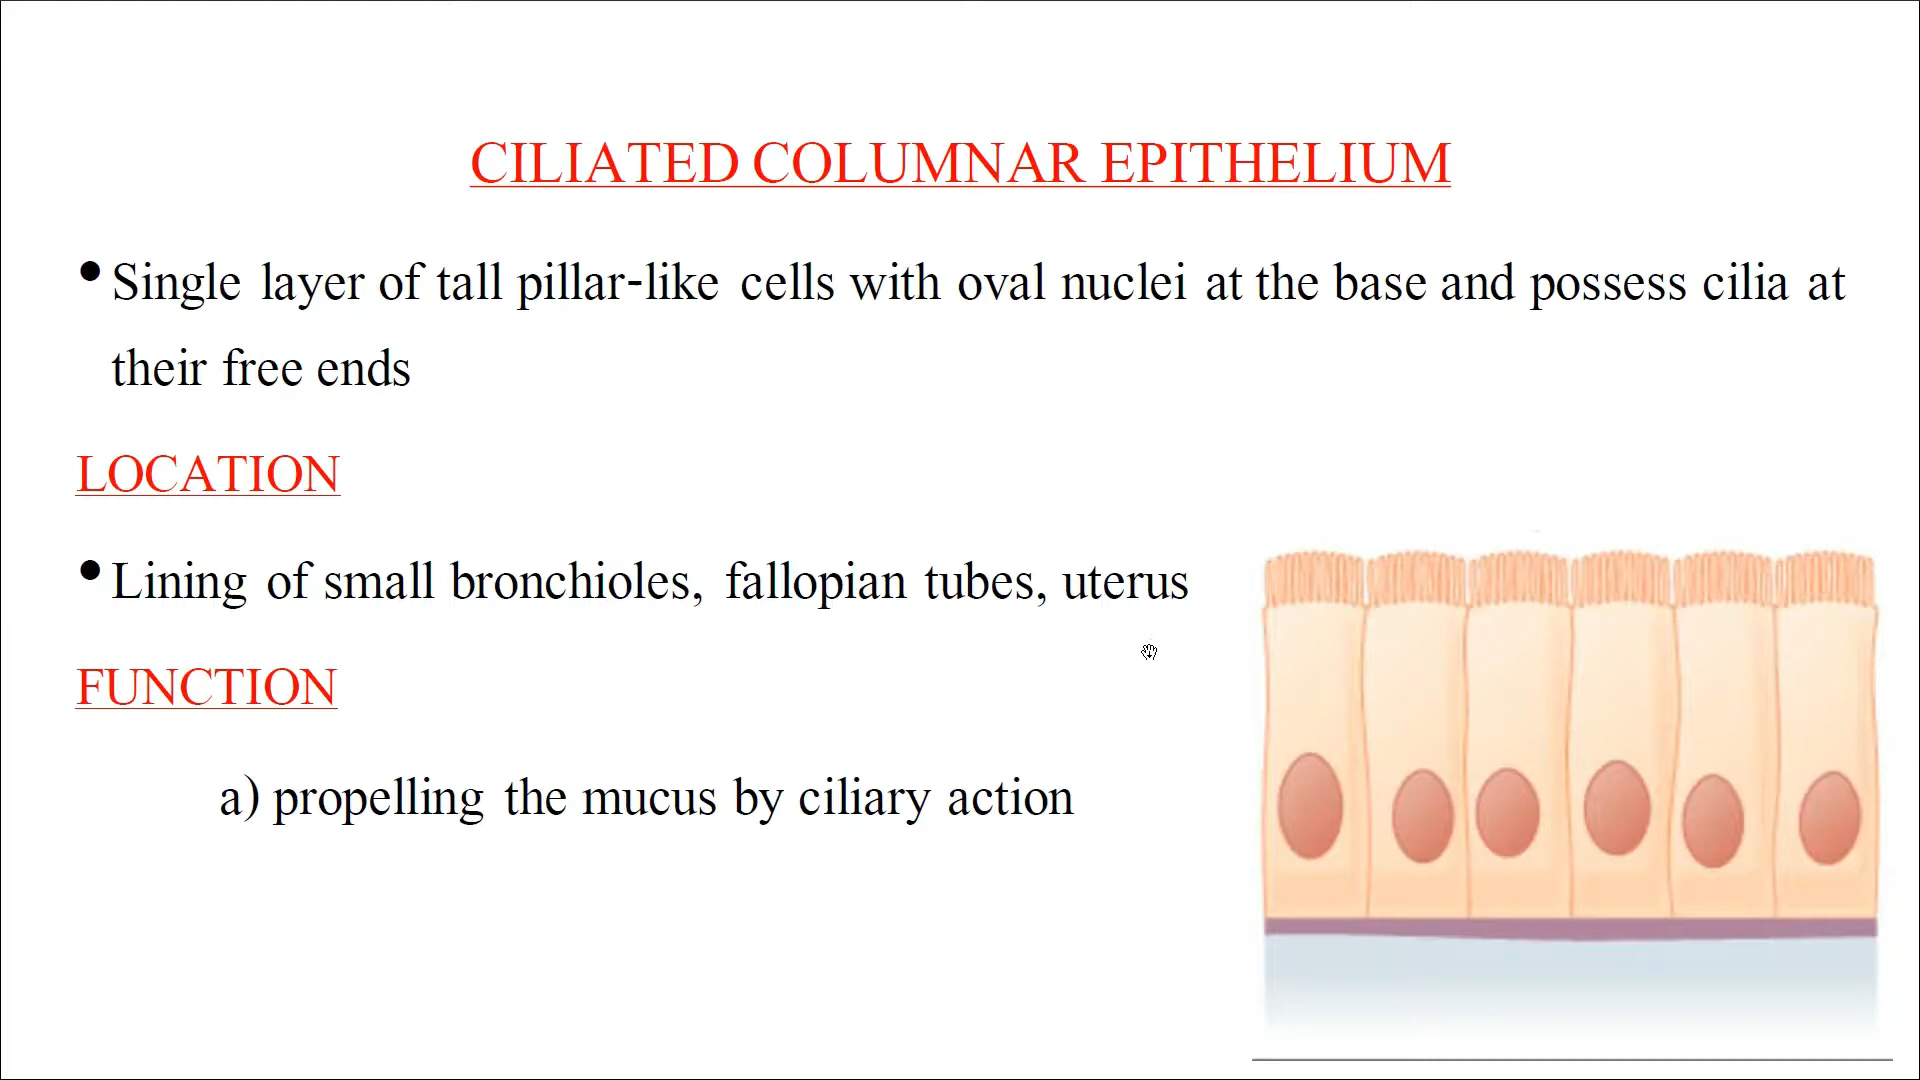 CILIATED COLUMNAR EPITHELIUM
• Single layer of tall pillar-like cells with oval nuclei at the base and possess cilia at
their free ends
LOCATION
• Lining of small bronchioles, fallopian tubes, uterus
FUNCTION
a) propelling the mucus by ciliary action